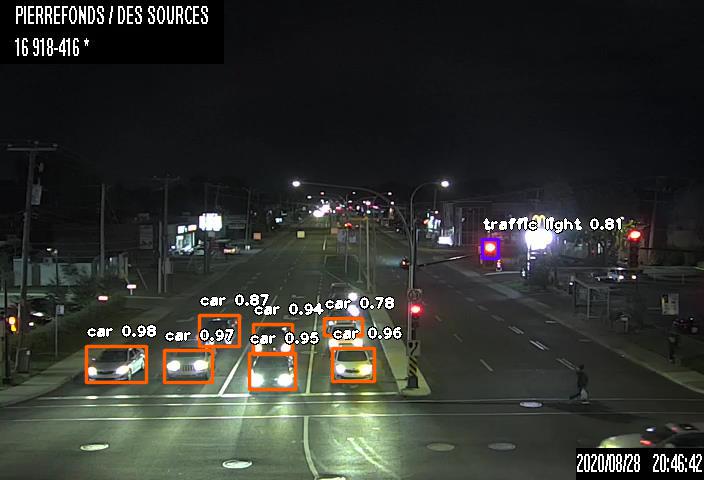 PIERREFONDS / DES SOURCES
16 918-416 *
traffic light 0.81
car 0.87
car 0.94
car 0.78
car 0.98
car 0.97
car 0.95
car 0.96
2020/08/28 20:46:42